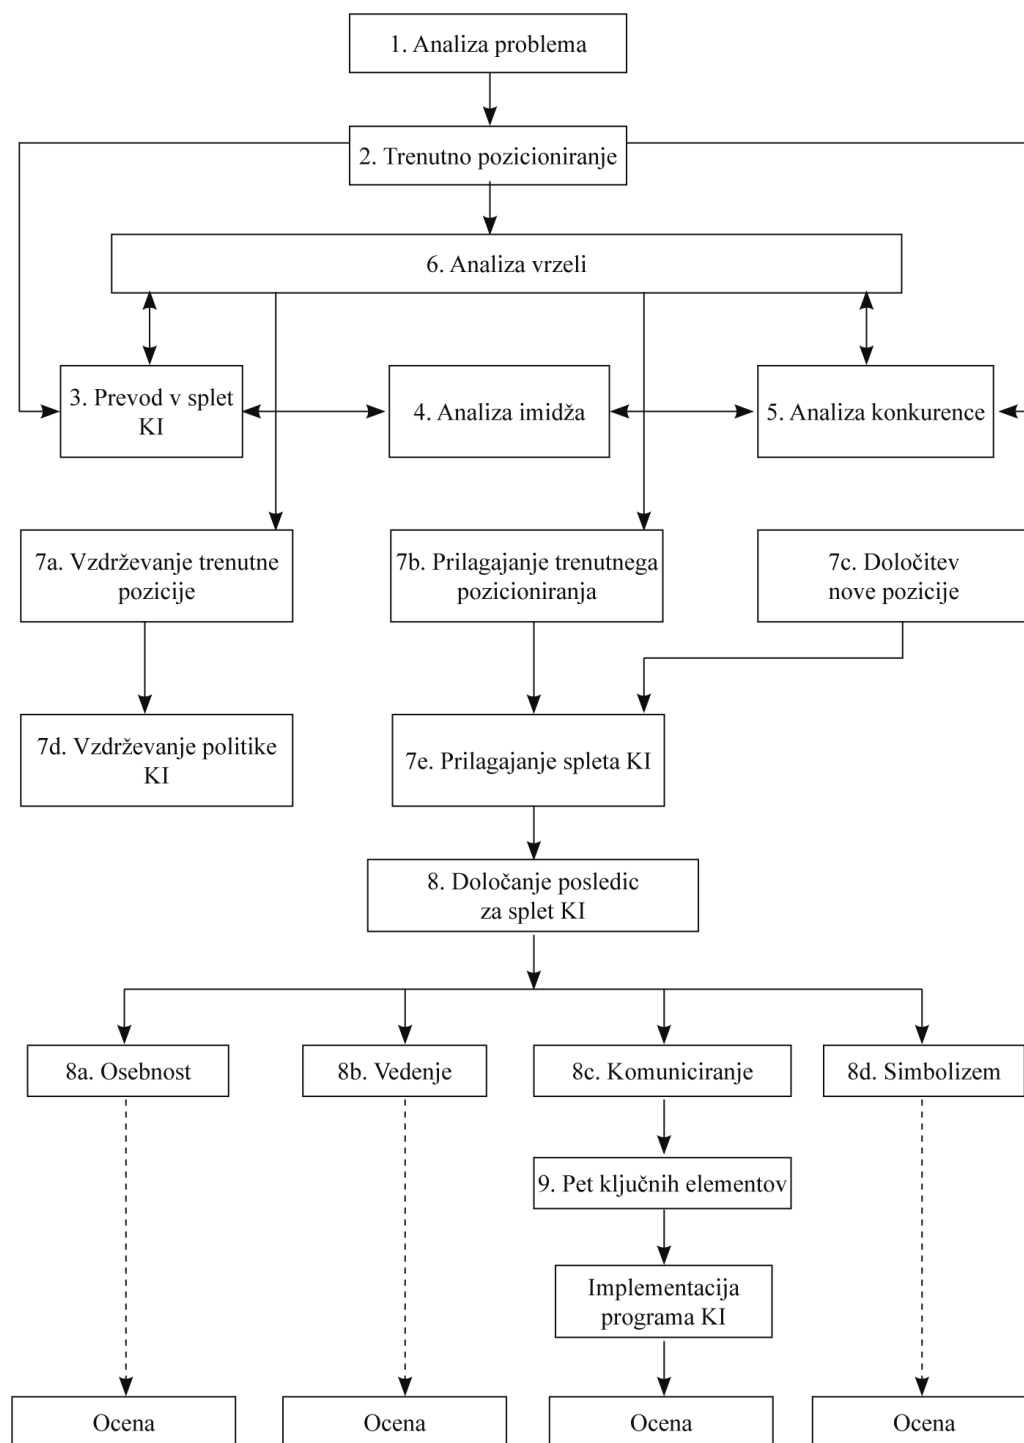 1. Analiza problema
2. Trenutno pozicioniranje
6. Analiza vrzeli
3. Prevod v splet
KI
4. Analiza imidža
5. Analiza konkurence
7a. Vzdrževanje trenutne
pozicije
7b. Prilagajanje trenutnega
pozicioniranja
7c. Določitev
nove pozicije
7d. Vzdrževanje politike
KI
7e. Prilagajanje spleta KI
8. Določanje posledic
za splet KI
8a. Osebnost
8b. Vedenje
8c. Komuniciranje
8d. Simbolizem
9. Pet ključnih elementov
Implementacija
programa KI
Ocena
Ocena
Ocena
Ocena